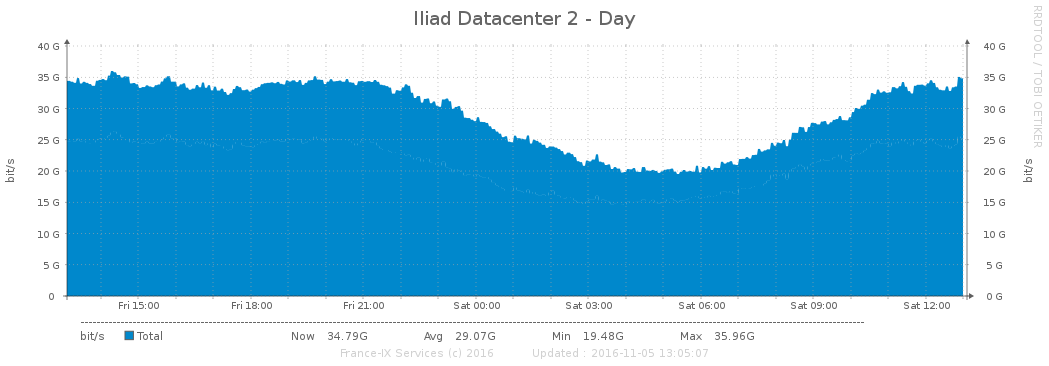 Iliad Datacenter 2 - Day
RRDTOOL / TOBI OETIKER
40 G 40 G
35 G 35 G
30 G 30 G
25 G 25 G
20 G 20 G
15 G 15 G
10 G 10 G
5 G 5 G
0 0 G
bit/s
bit/s
Fri 15:00 Fri 18:00 Fri 21:00 Sat 00:00 Sat 03:00 Sat 06:00 Sat 09:00 Sat 12:00
bit/s Total Now 34.79G Avg 29.07G Min 19.48G Max 35.96G
France-IX Services (c) 2016 Updated : 2016-11-05 13:05:07